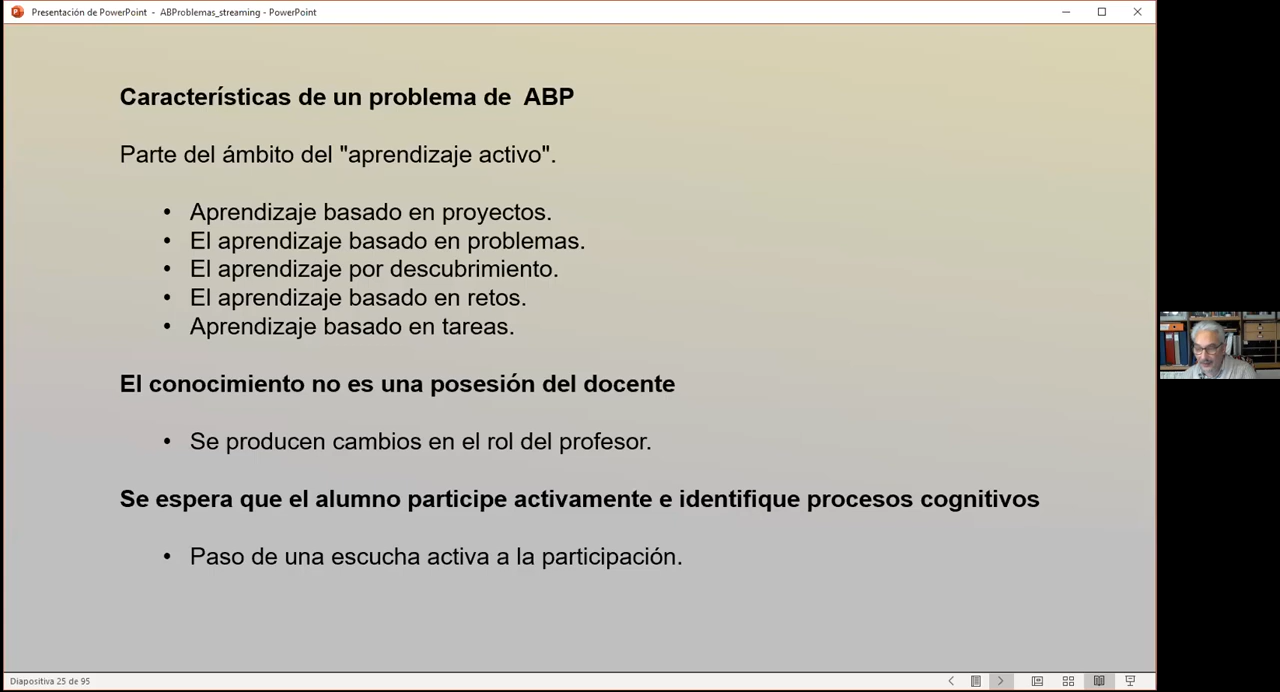 Presentación de PowerPoint - ABProblemas_streaming - PowerPoint
Características de un problema de ABP
Parte del ámbito del "aprendizaje activo".
• Aprendizaje basado en proyectos.
• El aprendizaje basado en problemas.
• El aprendizaje por descubrimiento.
• El aprendizaje basado en retos.
• Aprendizaje basado en tareas.
El conocimiento no es una posesión del docente
• Se producen cambios en el rol del profesor.
Se espera que el alumno participe activamente e identifique procesos cognitivos
• Paso de una escucha activa a la participación.
Diapositiva 25 de 95